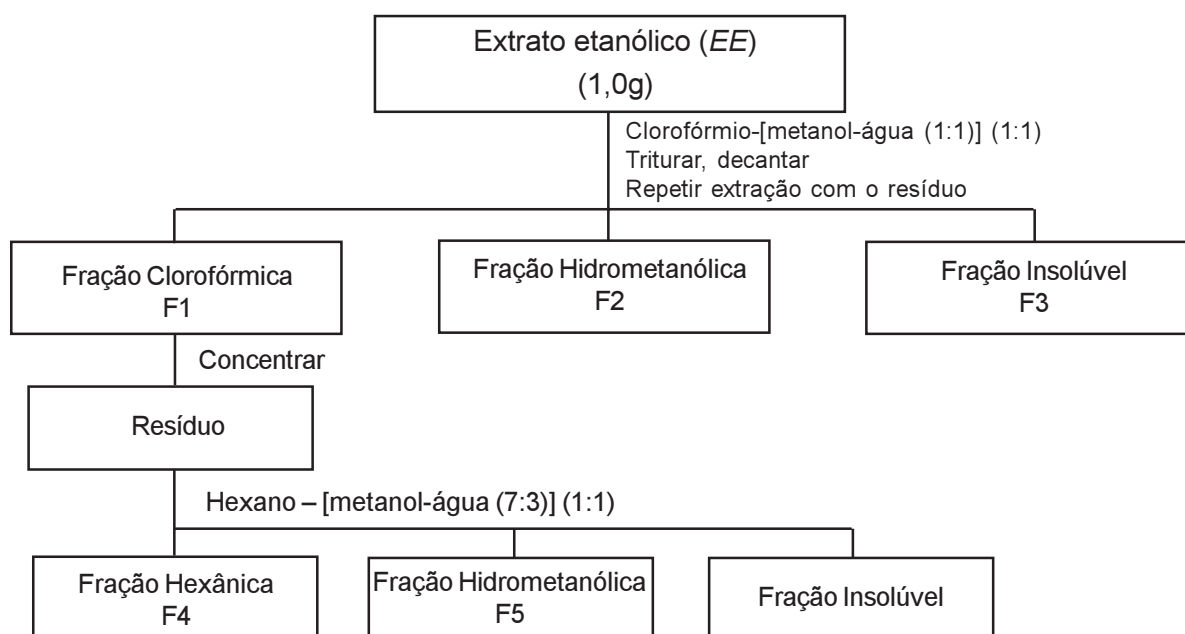 Extrato etanólico (EE)
(1,0g)
Clorofórmio-[metanol-água (1:1)] (1:1)
Triturar, decantar
Repetir extração com o resíduo
Fração Clorofórmica
F1
Fração Hidrometanólica
F2
Fração Insolúvel
F3
Concentrar
Resíduo
Hexano – [metanol-água (7:3)] (1:1)
Fração Hexânica
F4
Fração Hidrometanólica
F5
Fração Insolúvel